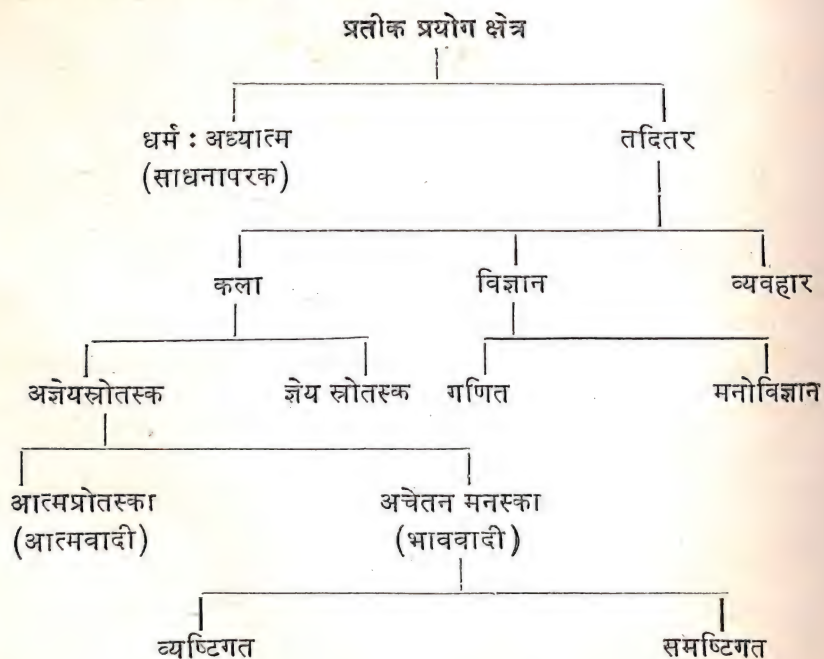 प्रतीक प्रयोग क्षेत्र
धर्म : अध्यात्म तदितर
(साधनापरक)
कला विज्ञान व्यवहार
अज्ञेयस्रोतस्क ज्ञेय स्रोतस्क गणित मनोविज्ञान
आत्मप्रोतस्का अचेतन मनस्का
(आत्मवादी) (भाववादी)
व्यष्टिगत समष्टिगत